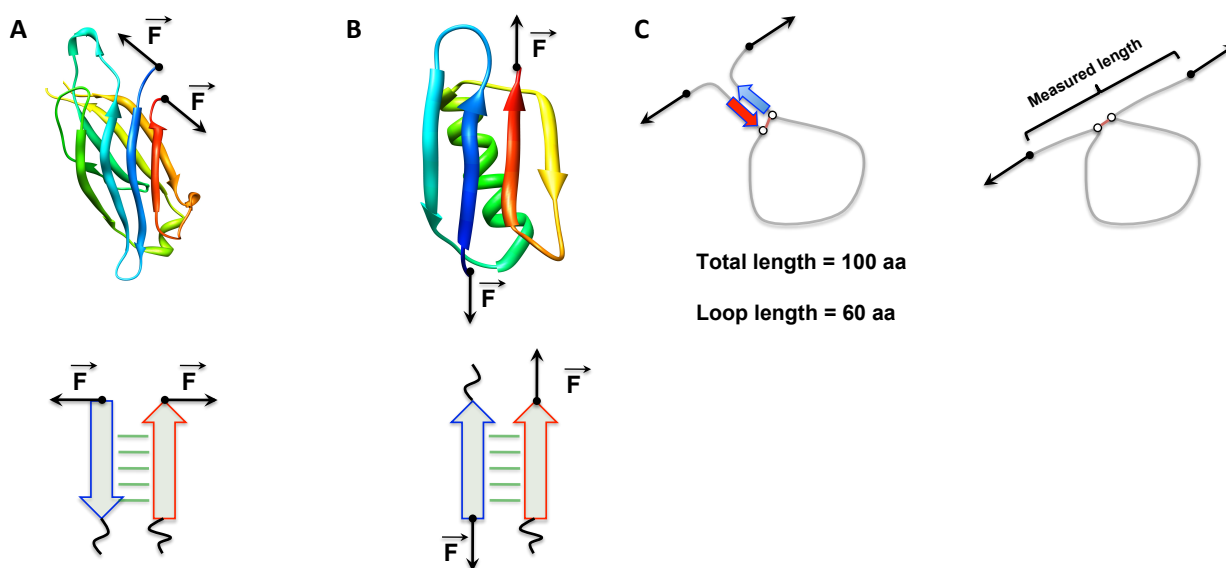 A
F
F
B
F
F
C
Measured length
Total length = 100 aa
Loop length = 60 aa
F
F
F
F